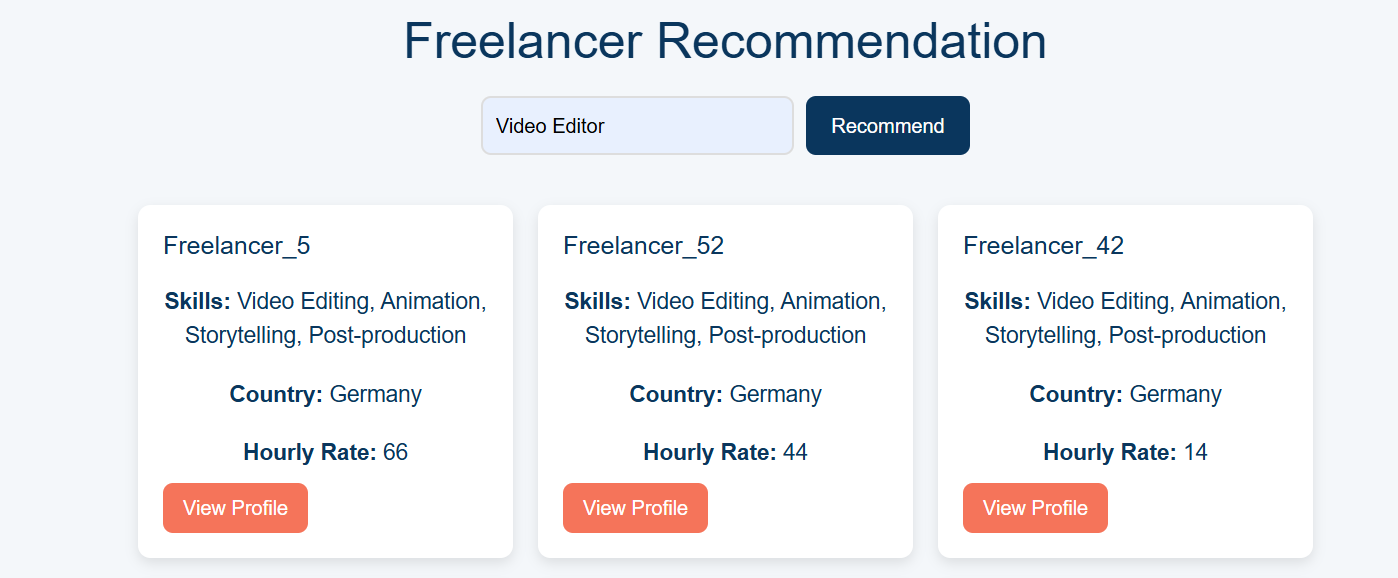 Freelancer Recommendation
Video Editor
Recommend
Freelancer_5
Skills: Video Editing, Animation,
Storytelling, Post-production
Country: Germany
Hourly Rate: 66
View Profile
Freelancer_52
Skills: Video Editing, Animation,
Storytelling, Post-production
Country: Germany
Hourly Rate: 44
View Profile
Freelancer_42
Skills: Video Editing, Animation,
Storytelling, Post-production
Country: Germany
Hourly Rate: 14
View Profile